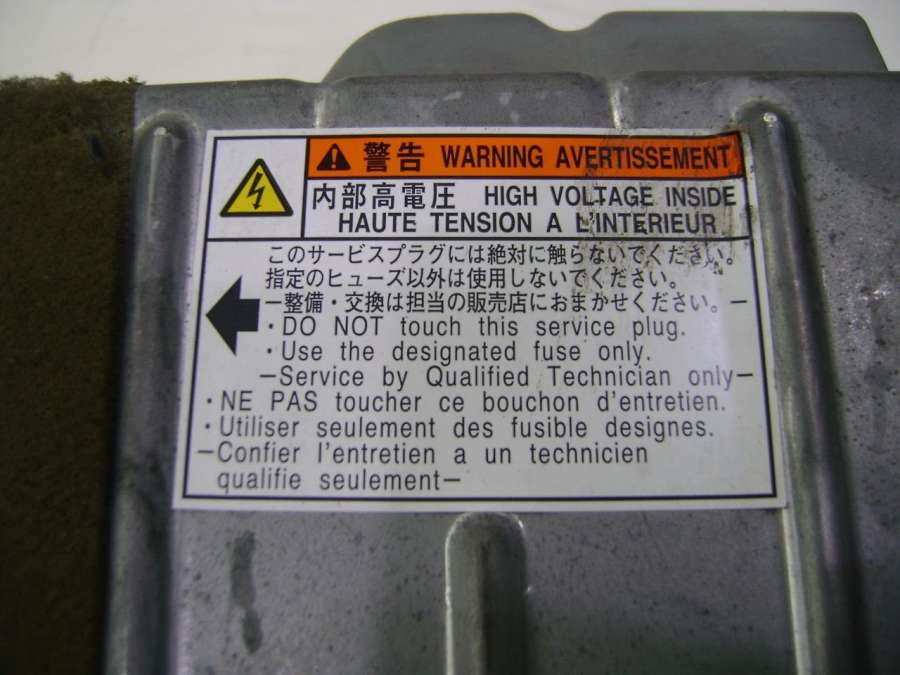 警告 WARNING AVERTISSEMENT
内部高電圧 HIGH VOLTAGE INSIDE
HAUTE TENSION A L'INTERIEUR
このサービスプラグには絶対に触らないでください。
指定のヒューズ以外は使用しないでください。
ー整備・交換は担当の販売店におまかせください。ー
・DO NOT touch this service plug.
・Use the designated fuse only.
ーService by Qualified Technician onlyー
・NE PAS toucher ce bouchon d'entretien.
・Utiliser seulement des fusible designes.
ーConfier l'entretien a un technicien
qualifie seulementー